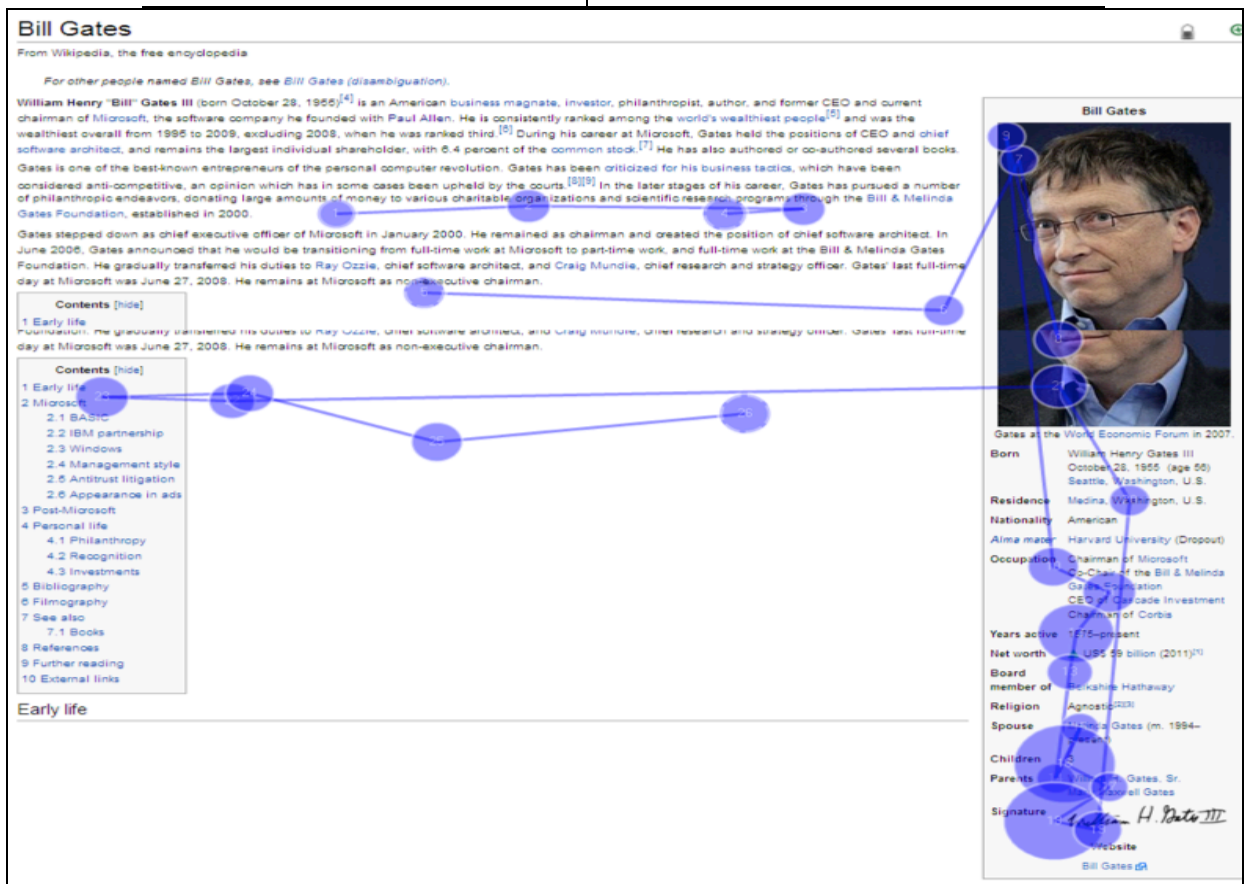 Bill Gates
From Wikipedia, the free encyclopedia
For other people named Bill Gates, see Bill Gates (disambiguation).
William Henry "Bill" Gates III (born October 28, 1955)[4] is an American business magnate, investor, philanthropist, author, and former CEO and current
chairman of Microsoft, the software company he founded with Paul Allen. He is consistently ranked among the world's wealthiest people[5] and was the
wealthiest overall from 1995 to 2009, excluding 2008, when he was ranked third.[6] During his career at Microsoft, Gates held the positions of CEO and chief
software architect, and remains the largest individual shareholder, with 6.4 percent of the common stock.[7] He has also authored or co-authored several books.
Gates is one of the best-known entrepreneurs of the personal computer revolution. Gates has been criticized for his business tactics, which have been
considered anti-competitive, an opinion which has in some cases been upheld by the courts.[8][9] In the later stages of his career, Gates has pursued a number
of philanthropic endeavors, donating large amounts of money to various charitable organizations and scientific research programs through the Bill & Melinda
Gates Foundation, established in 2000.
Gates stepped down as chief executive officer of Microsoft in January 2000. He remained as chairman and created the position of chief software architect. In
June 2006, Gates announced that he would be transitioning from full-time work at Microsoft to part-time work, and full-time work at the Bill & Melinda Gates
Foundation. He gradually transferred his duties to Ray Ozzie, chief software architect, and Craig Mundie, chief research and strategy officer. Gates' last full-time
day at Microsoft was June 27, 2008. He remains at Microsoft as non-executive chairman.
Contents [hide]
1 Early life
Foundation. He gradually transferred his duties to Ray Ozzie, chief software architect, and Craig Mundie, chief research and strategy officer. Gates' last full-time
day at Microsoft was June 27, 2008. He remains at Microsoft as non-executive chairman.
Contents [hide]
1 Early life
2 Microsoft
2.1 BASIC
2.2 IBM partnership
2.3 Windows
2.4 Management style
2.5 Antitrust litigation
2.6 Appearance in ads
3 Post-Microsoft
4 Personal life
4.1 Philanthropy
4.2 Recognition
4.3 Investments
5 Bibliography
6 Filmography
7 See also
7.1 Books
8 References
9 Further reading
10 External links
Early life
Bill Gates
9
7
Gates at the World Economic Forum in 2007.
Born William Henry Gates III
October 28, 1955 (age 56)
Seattle, Washington, U.S.
Residence Medina, Washington, U.S.
Nationality American
Alma mater Harvard University (Dropout)
Occupation Chairman of Microsoft
Co-Chair of the Bill & Melinda
Gates Foundation
CEO of Cascade Investment
Chairman of Corbis
Years active 1975–present
Net worth US$ 59 billion (2011)[1]
Board
member of Berkshire Hathaway
Religion Agnostic[2][3]
Spouse Melinda Gates (m. 1994–
present)
Children 3
Parents William H. Gates, Sr.
Mary Maxwell Gates
Signature William H. Gates III
Website
Bill Gates
23
25
26